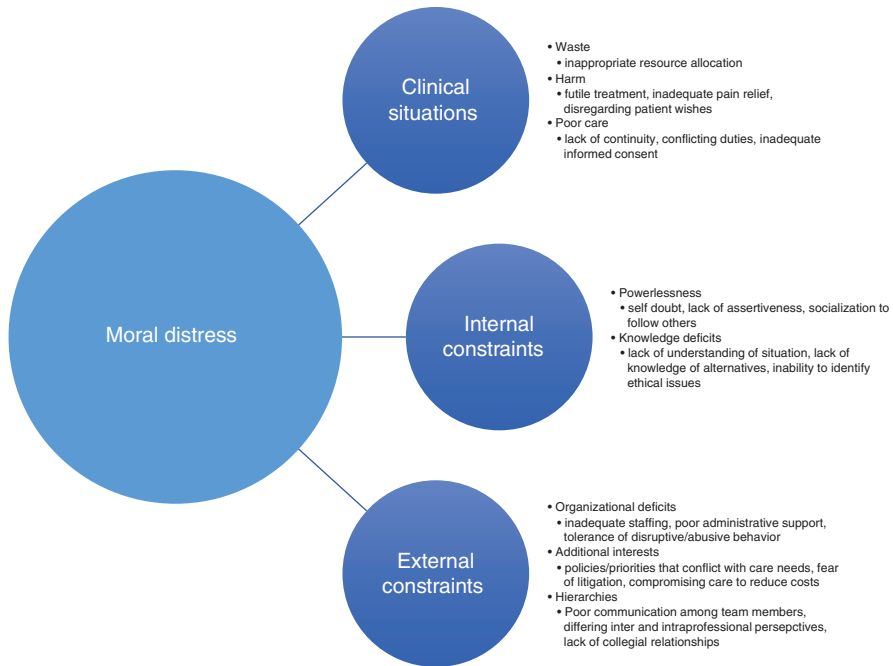 Moral distress
Clinical
situations
• Waste
• inappropriate resource allocation
• Harm
• futile treatment, inadequate pain relief,
disregarding patient wishes
• Poor care
• lack of continuity, conflicting duties, inadequate
informed consent
Internal
constraints
• Powerlessness
• self doubt, lack of assertiveness, socialization to
follow others
• Knowledge deficits
• lack of understanding of situation, lack of
knowledge of alternatives, inability to identify
ethical issues
External
constraints
• Organizational deficits
• inadequate staffing, poor administrative support,
tolerance of disruptive/abusive behavior
• Additional interests
• policies/priorities that conflict with care needs, fear
of litigation, compromising care to reduce costs
• Hierarchies
• Poor communication among team members,
differing inter and intraprofessional persepctives,
lack of collegial relationships